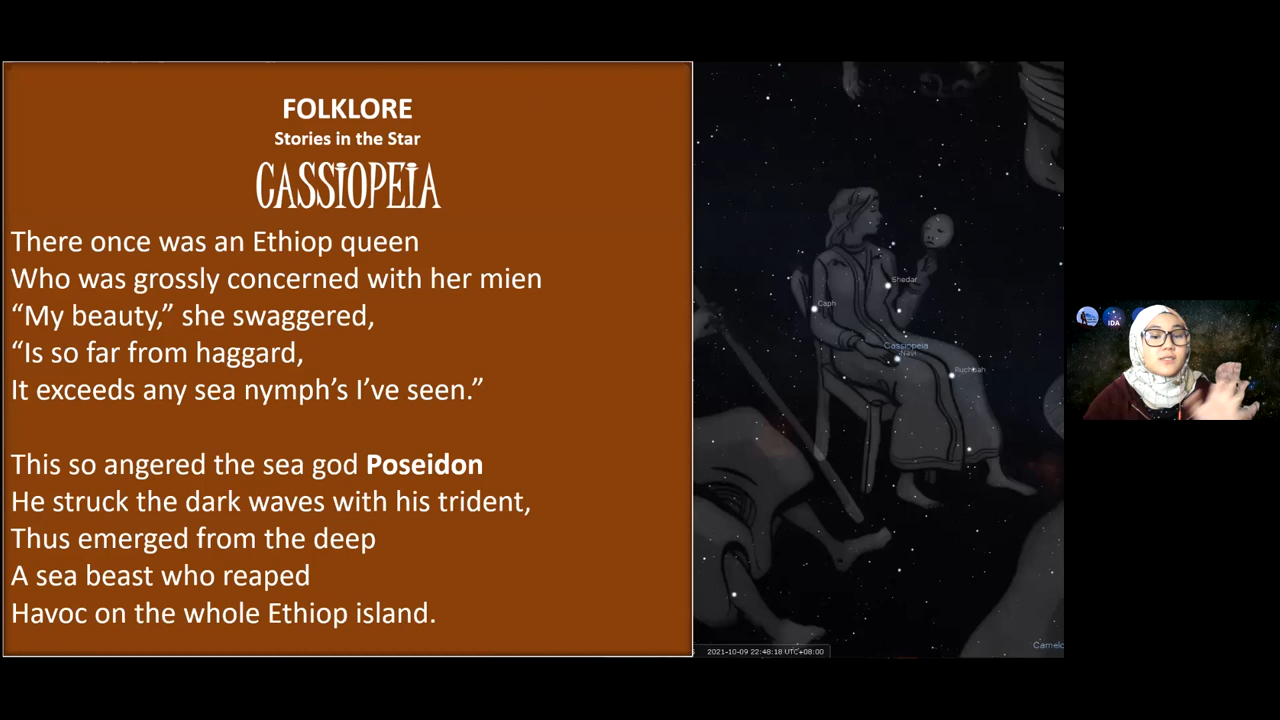 FOLKLORE
Stories in the Star
CASSIOPEIA
There once was an Ethiop queen
Who was grossly concerned with her mien
“My beauty,” she swaggered,
“Is so far from haggard,
It exceeds any sea nymph’s I’ve seen.”
This so angered the sea god Poseidon
He struck the dark waves with his trident,
Thus emerged from the deep
A sea beast who reaped
Havoc on the whole Ethiop island.
Shedar
Caph
Cassiopeia
Navi
Ruchbah
Camelo
2021-10-09 22:48:18 UTC+08:00
IDA